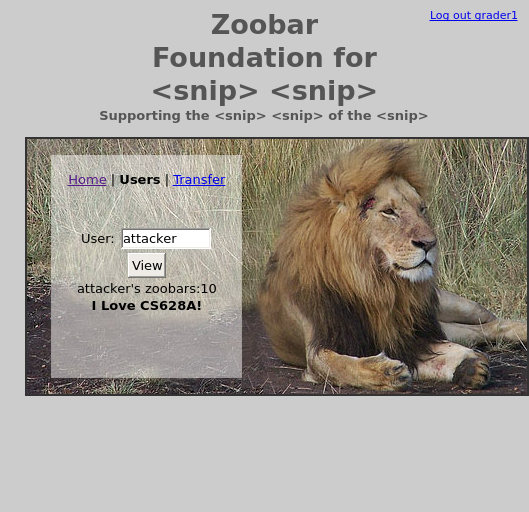 Log out grader1
Zoobar
Foundation for
<snip> <snip>
Supporting the <snip> <snip> of the <snip>
Home | Users | Transfer
User: attacker
View
attacker's zoobars:10
I Love CS628A!